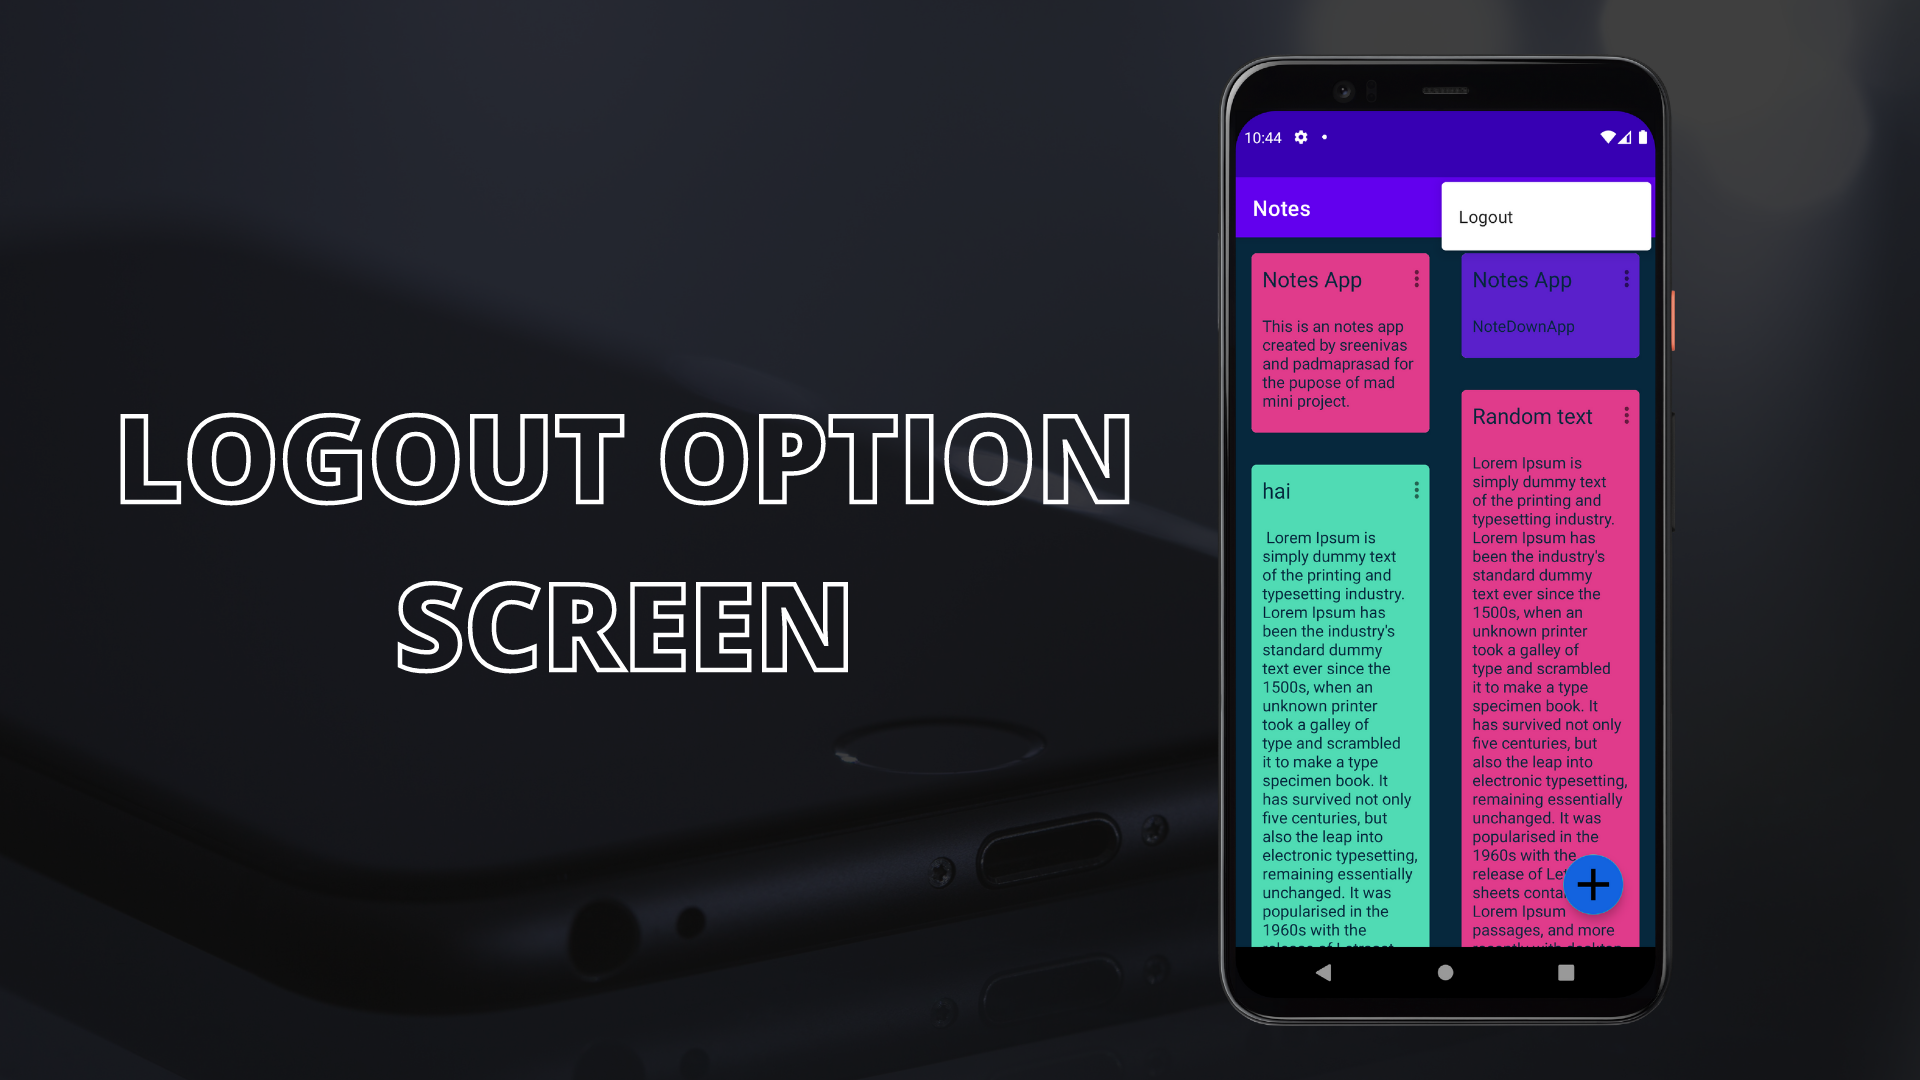 LOGOUT OPTION
SCREEN
10:44
Notes
Logout
Notes App
This is an notes app
created by sreenivas
and padmaprasad for
the pupose of mad
mini project.
hai
Lorem Ipsum is
simply dummy text
of the printing and
typesetting industry.
Lorem Ipsum has
been the industry's
standard dummy
text ever since the
1500s, when an
unknown printer
took a galley of
type and scrambled
it to make a type
specimen book. It
has survived not only
five centuries, but
also the leap into
electronic typesetting,
remaining essentially
unchanged. It was
popularised in the
1960s with the
release of Letraset
Notes App
NoteDownApp
Random text
Lorem Ipsum is
simply dummy text
of the printing and
typesetting industry.
Lorem Ipsum has
been the industry's
standard dummy
text ever since the
1500s, when an
unknown printer
took a galley of
type and scrambled
it to make a type
specimen book. It
has survived not only
five centuries, but
also the leap into
electronic typesetting,
remaining essentially
unchanged. It was
popularised in the
1960s with the
release of Let
sheets conta
Lorem Ipsum
passages, and more
recently with desktop